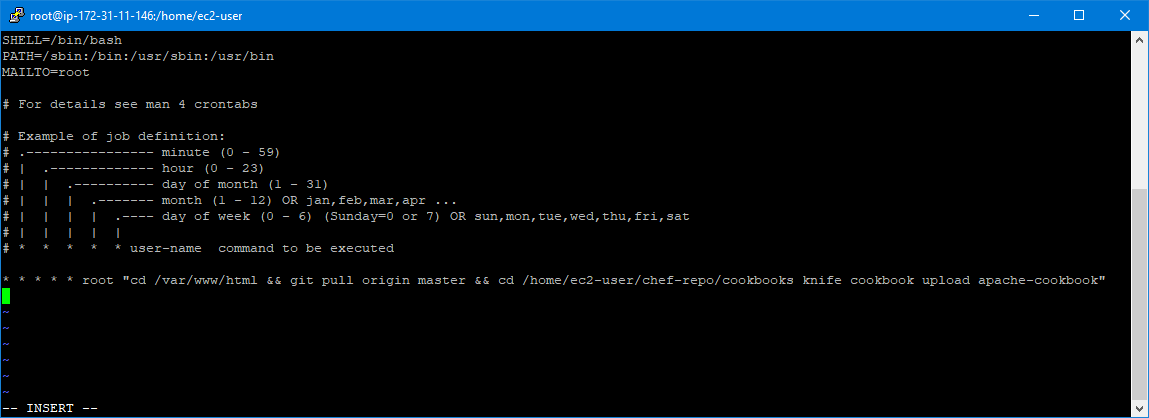 root@ip-172-31-11-146:/home/ec2-user
SHELL=/bin/bash
PATH=/sbin:/bin:/usr/sbin:/usr/bin
MAILTO=root
# For details see man 4 crontabs
# Example of job definition:
# .---------------- minute (0 - 59)
# |  .------------- hour (0 - 23)
# |  |  .---------- day of month (1 - 31)
# |  |  |  .------- month (1 - 12) OR jan,feb,mar,apr ...
# |  |  |  |  .---- day of week (0 - 6) (Sunday=0 or 7) OR sun,mon,tue,wed,thu,fri,sat
# |  |  |  |  |
# *  *  *  *  * user-name  command to be executed
* * * * * root "cd /var/www/html && git pull origin master && cd /home/ec2-user/chef-repo/cookbooks knife cookbook upload apache-cookbook"
~
~
~
~
~
~
-- INSERT --